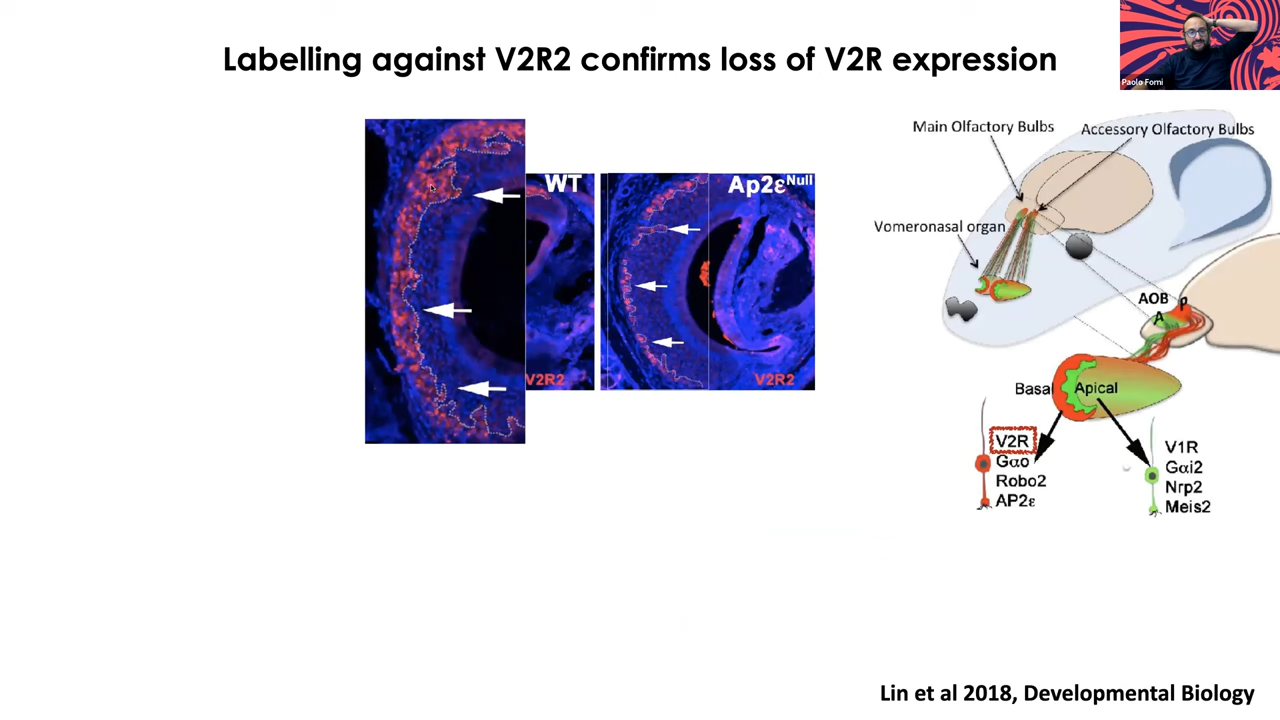 Labelling against V2R2 confirms loss of V2R expression
Paolo Forni
WT
Ap2εNull
V2R2
V2R2
Main Olfactory Bulbs
Accessory Olfactory Bulbs
Vomeronasal organ
AOB
A
P
Basal
Apical
V2R
Gαo
Robo2
AP2ε
V1R
Gαi2
Nrp2
Meis2
Lin et al 2018, Developmental Biology